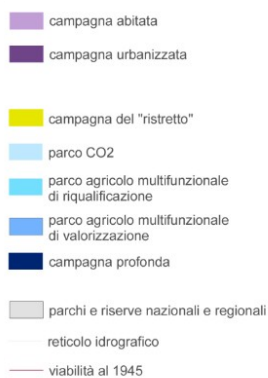 campagna abitata
campagna urbanizzata
campagna del "ristretto"
parco CO2
parco agricolo multifunzionale
di riqualificazione
parco agricolo multifunzionale
di valorizzazione
campagna profonda
parchi e riserve nazionali e regionali
reticolo idrografico
viabilità al 1945